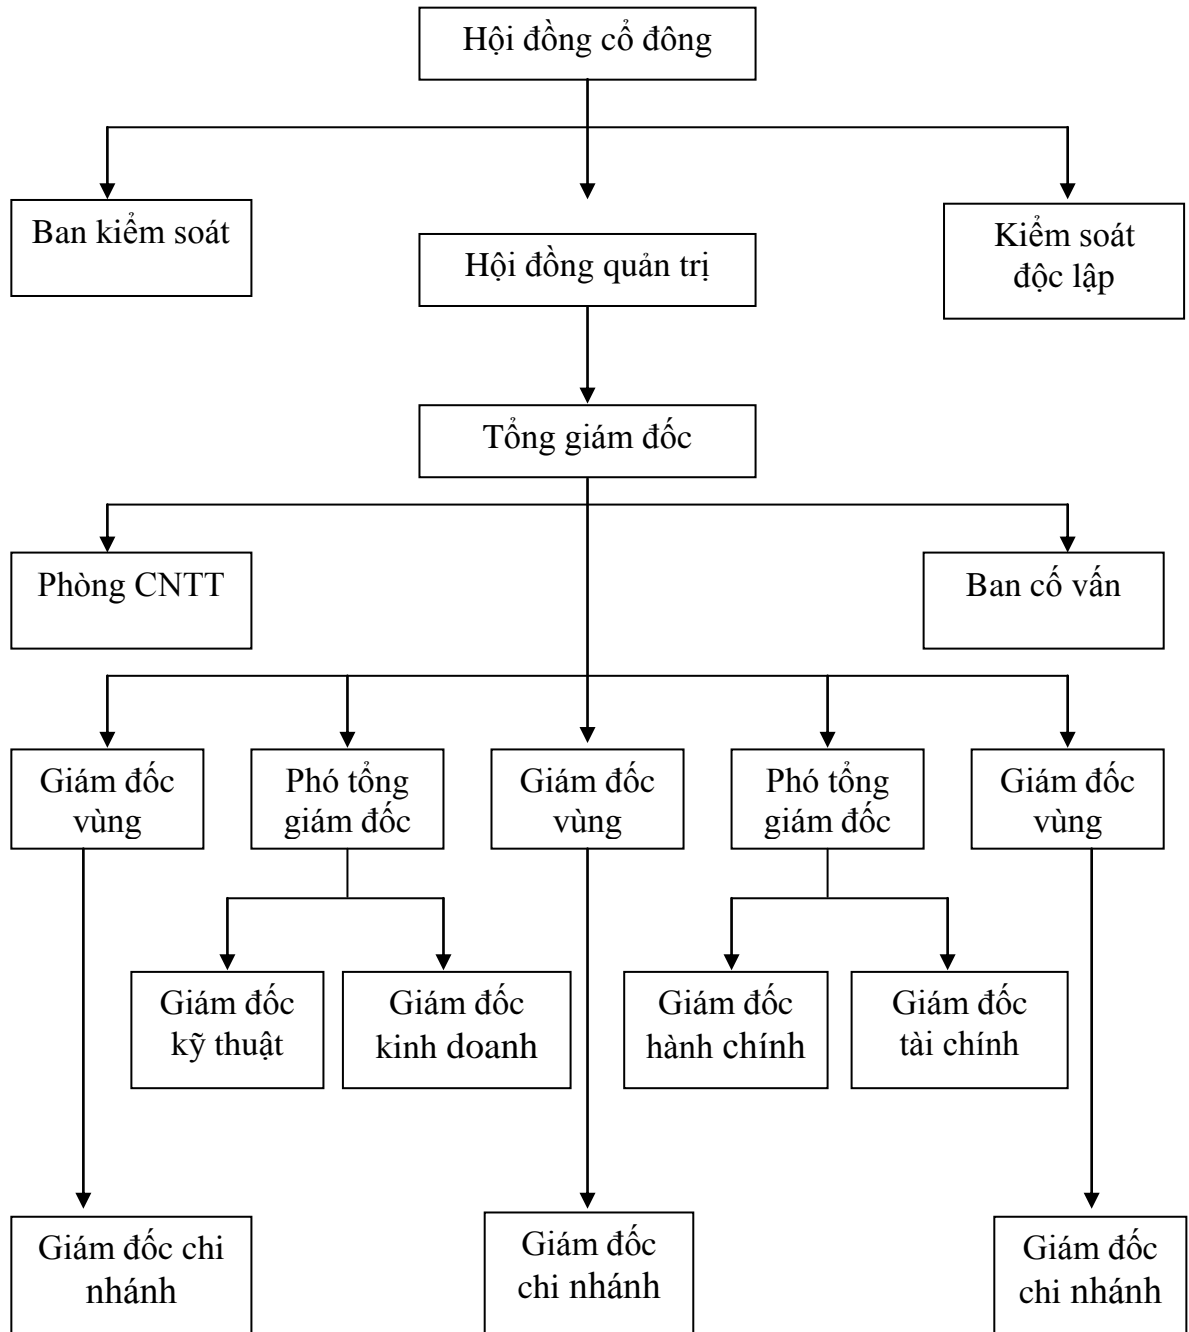 Hội đồng cổ đông
Ban kiểm soát
Hội đồng quản trị
Kiểm soát
độc lập
Tổng giám đốc
Phòng CNTT
Ban cố vấn
Giám đốc
vùng
Phó tổng
giám đốc
Giám đốc
vùng
Phó tổng
giám đốc
Giám đốc
vùng
Giám đốc
kỹ thuật
Giám đốc
kinh doanh
Giám đốc
hành chính
Giám đốc
tài chính
Giám đốc chi
nhánh
Giám đốc
chi nhánh
Giám đốc
chi nhánh